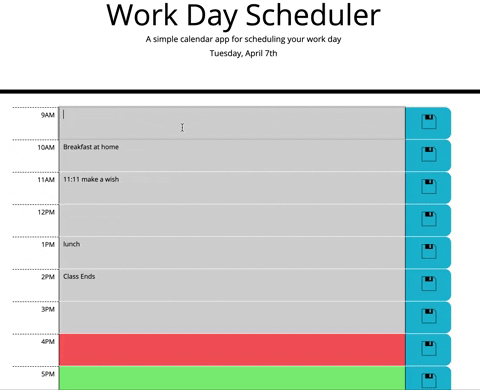 Work Day Scheduler
A simple calendar app for scheduling your work day
Tuesday, April 7th
9AM
10AM Breakfast at home
11AM 11:11 make a wish
12PM
1PM lunch
2PM Class Ends
3PM
4PM
5PM